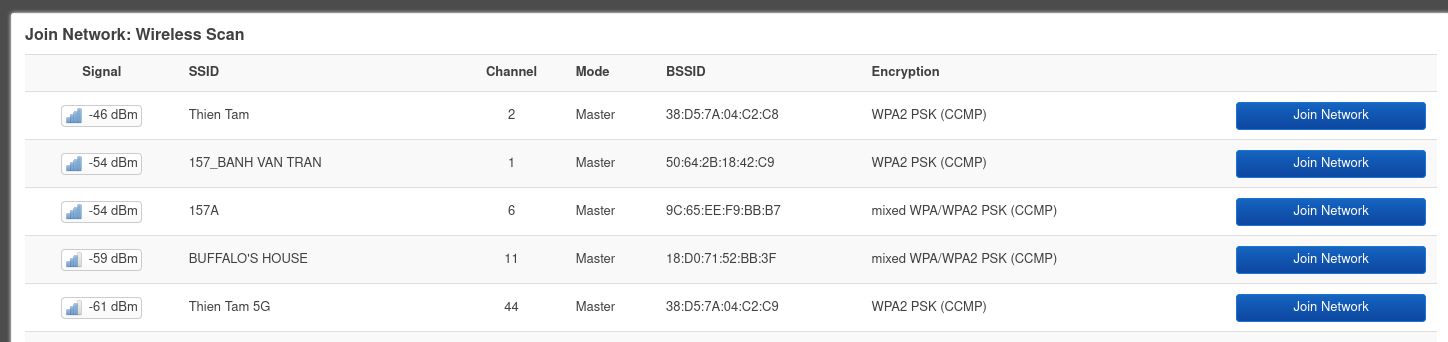 Join Network: Wireless Scan
Signal SSID Channel Mode BSSID Encryption
-46 dBm Thien Tam 2 Master 38:D5:7A:04:C2:C8 WPA2 PSK (CCMP) Join Network
-54 dBm 157_BANH VAN TRAN 1 Master 50:64:2B:18:42:C9 WPA2 PSK (CCMP) Join Network
-54 dBm 157A 6 Master 9C:65:EE:F9:BB:B7 mixed WPA/WPA2 PSK (CCMP) Join Network
-59 dBm BUFFALO'S HOUSE 11 Master 18:D0:71:52:BB:3F mixed WPA/WPA2 PSK (CCMP) Join Network
-61 dBm Thien Tam 5G 44 Master 38:D5:7A:04:C2:C9 WPA2 PSK (CCMP) Join Network